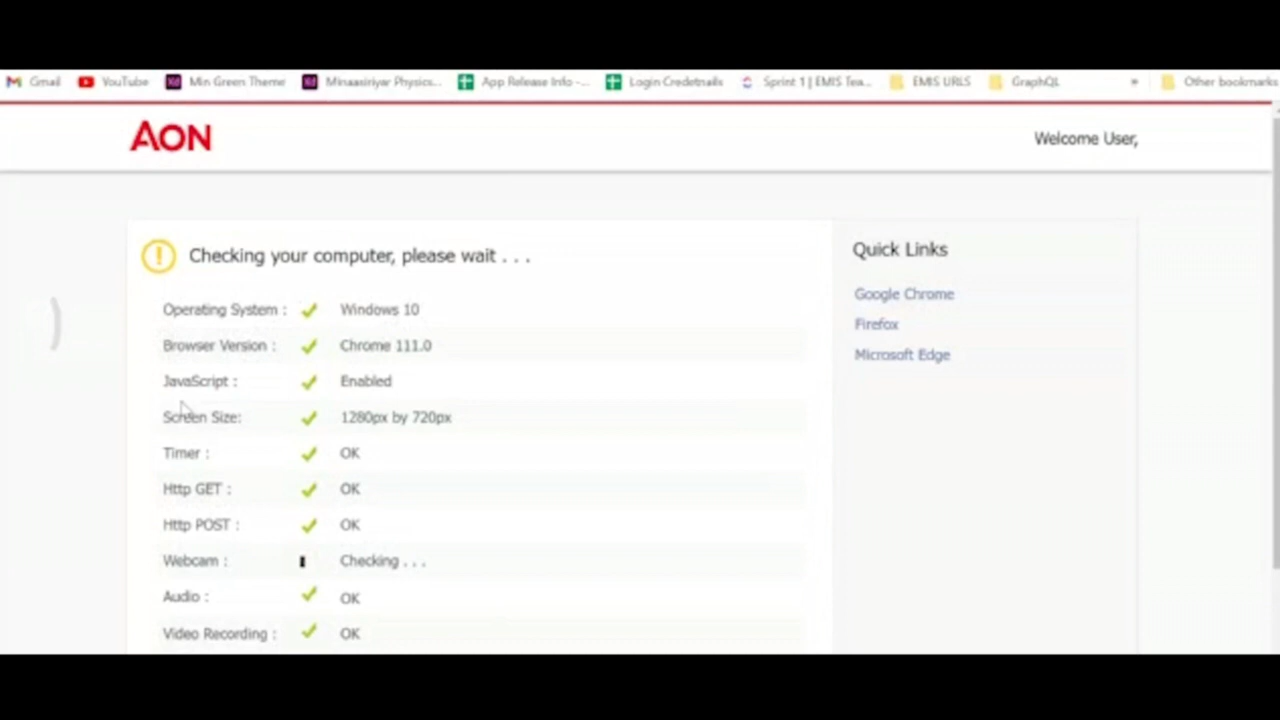 Gmail YouTube Min Green Theme Minaasiriyar Physics... App Release Info -... Login Credetnails Sprint 1 | EMIS Tea... EMIS URLS GraphQL » Other bookmarks
AON
Welcome User,
Checking your computer, please wait . . .
Operating System : Windows 10
Browser Version : Chrome 111.0
JavaScript : Enabled
Screen Size: 1280px by 720px
Timer : OK
Http GET : OK
Http POST : OK
Webcam : Checking . . .
Audio : OK
Video Recording : OK
Quick Links
Google Chrome
Firefox
Microsoft Edge